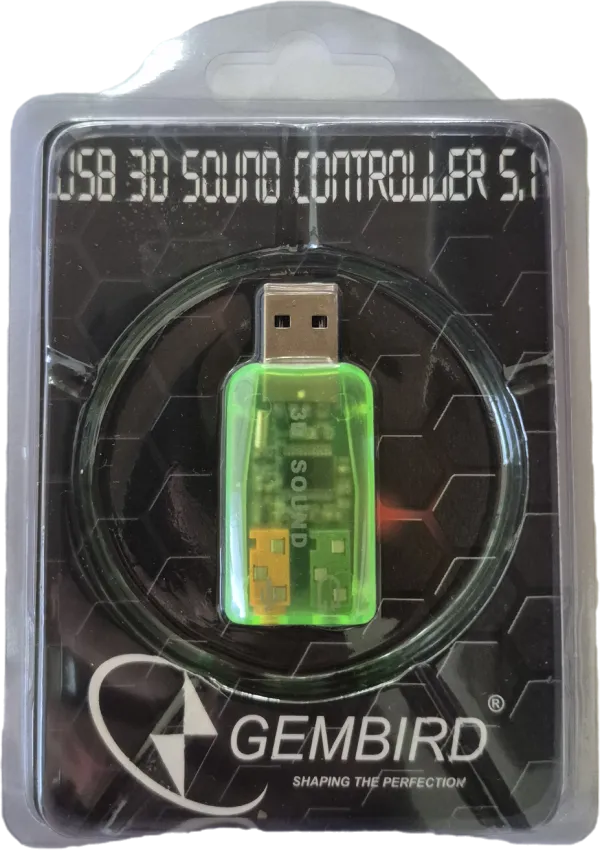 USB 3D SOUND CONTROLLER 5.1
3D SOUND
GEMBIRD®
SHAPING THE PERFECTION